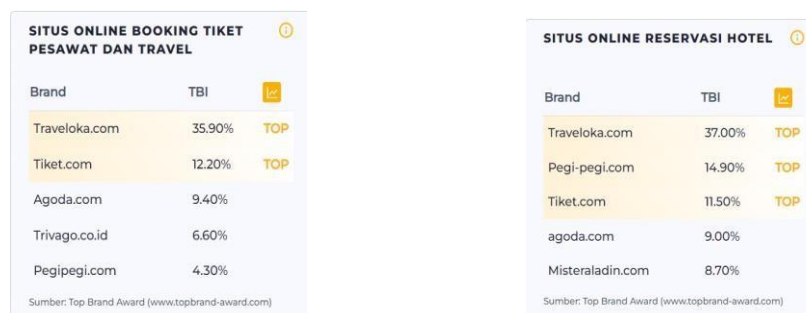 SITUS ONLINE BOOKING TIKET
PESAWAT DAN TRAVEL
Brand TBI
Traveloka.com 35.90% TOP
Tiket.com 12.20% TOP
Agoda.com 9.40%
Trivago.co.id 6.60%
Pegipegi.com 4.30%
Sumber: Top Brand Award (www.topbrand-award.com)
SITUS ONLINE RESERVASI HOTEL
Brand TBI
Traveloka.com 37.00% TOP
Pegi-pegi.com 14.90% TOP
Tiket.com 11.50% TOP
agoda.com 9.00%
Misteraladin.com 8.70%
Sumber: Top Brand Award (www.topbrand-award.com)